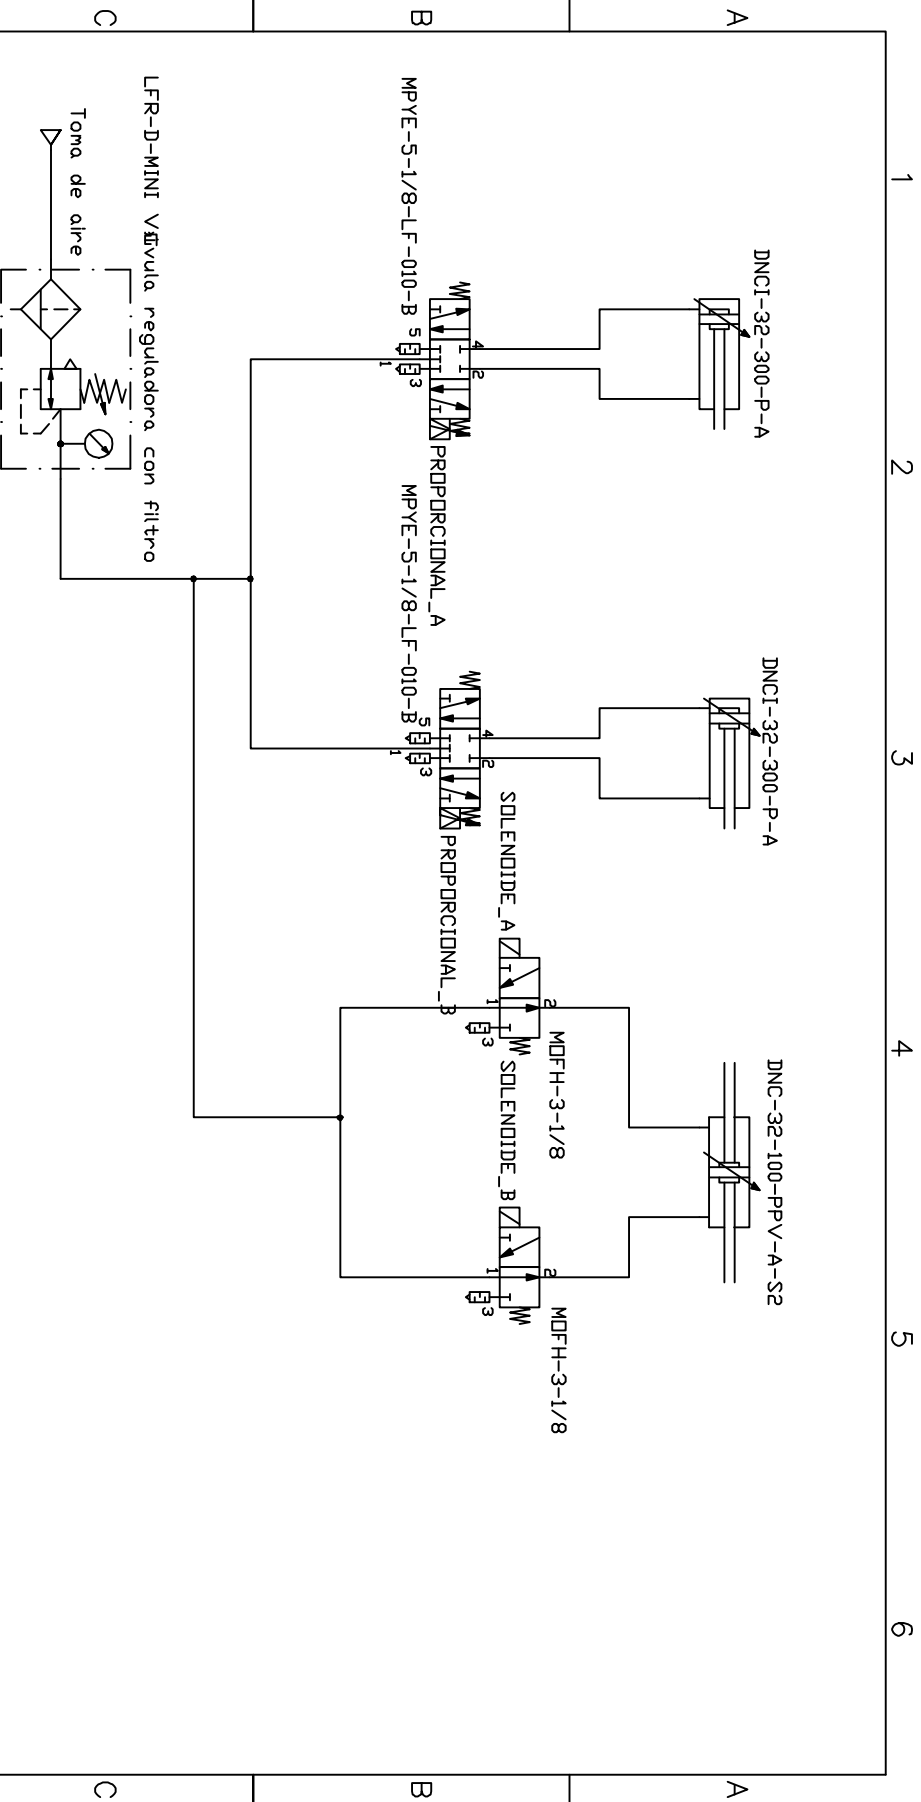 1
2
3
4
5
6
A
A
DNCI-32-300-P-A
DNCI-32-300-P-A
DNC-32-100-PPV-A-S2
MPYE-5-1/8-LF-010-B
4
2
5
3
1
PROPORCIONAL_A
MPYE-5-1/8-LF-010-B
4
2
5
3
1
PROPORCIONAL_B
SOLENOIDE_A
2
1
3
MOFH-3-1/8
SOLENOIDE_B
2
1
3
MOFH-3-1/8
B
B
LFR-D-MINI
reguladora con filtro
Toma de aire
C
C